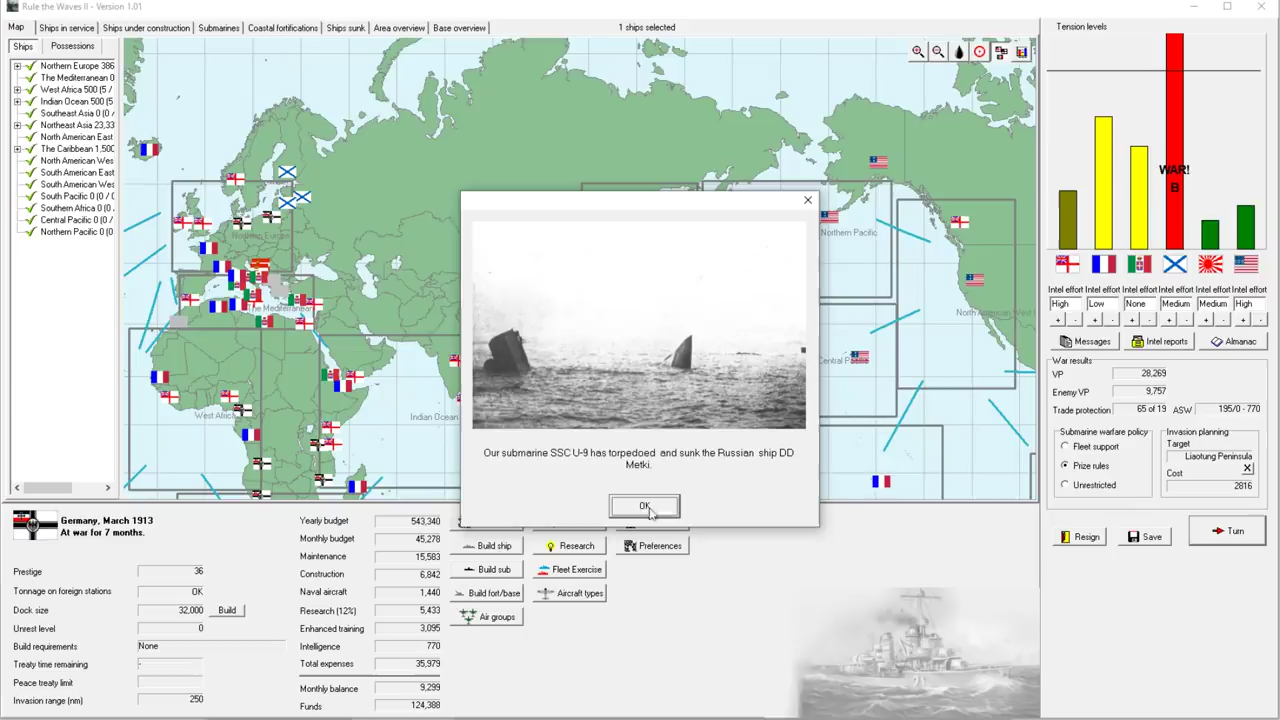 Rule the Waves II - Version 1.01
Map
Ships in service
Ships under construction
Submarines
Coastal fortifications
Ships sunk
Area overview
Base overview
1 ships selected
Ships
Possessions
Northern Europe 386
The Mediterranean 0
West Africa 500 (5 /
Indian Ocean 500 (5
Southeast Asia 0 (0 /
Northeast Asia 23,33
North American East
The Caribbean 1,500
North American West
South American East
South American Wes
South Pacific 0 (0 / 0
Southern Africa 0 (0
Central Pacific 0 (0 /
Northern Pacific 0 (0
Northern Europe
The Mediterranean
West Africa
Indian Ocean
Northern Pacific
North American West
Central Pacific
Our submarine SSC U-9 has torpedoed and sunk the Russian ship DD
Metki.
OK
Tension levels
WAR!
B
Intel effort Intel effort Intel effort Intel effort Intel effort Intel effort
High Low None Medium Medium High
+ - + - + - + - + - + -
Messages
Intel reports
Almanac
War results
VP 28,269
Enemy VP 9,757
Trade protection 65 of 19 ASW 195/0 - 770
Submarine warfare policy
Fleet support
Prize rules
Unrestricted
Invasion planning
Target
Liaotung Peninsula
Cost X
2816
Resign
Save
Turn
Germany, March 1913
At war for 7 months.
Prestige 36
Tonnage on foreign stations OK
Dock size 32,000 Build
Unrest level 0
Build requirements None
Treaty time remaining -
Peace treaty limit
Invasion range (nm) 250
Yearly budget 543,340
Monthly budget 45,278
Maintenance 15,583
Construction 6,842
Naval aircraft 1,440
Research (12%) 5,433
Enhanced training 3,095
Intelligence 770
Total expenses 35,979
Monthly balance 9,299
Funds 124,388
Build ship
Research
Preferences
Build sub
Fleet Exercise
Build fort/base
Aircraft types
Air groups